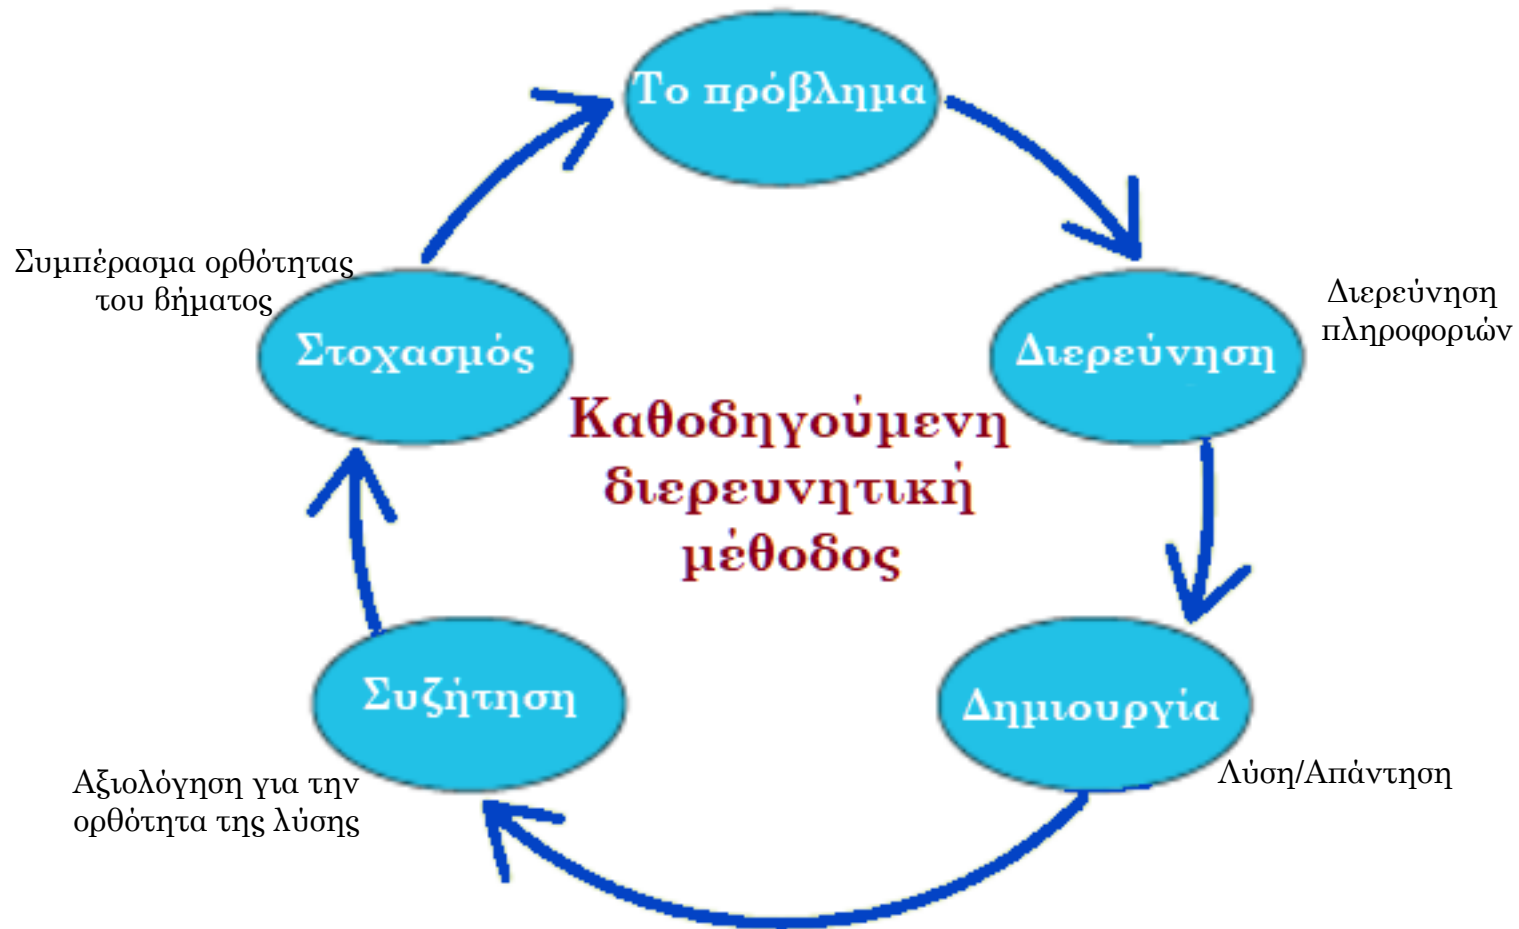 Το πρόβλημα
Διερεύνηση
Διερεύνηση
πληροφοριών
Δημιουργία
Λύση/Απάντηση
Συζήτηση
Αξιολόγηση για την
ορθότητα της λύσης
Στοχασμός
Συμπέρασμα ορθότητας
του βήματος
Καθοδηγούμενη
διερευνητική
μέθοδος